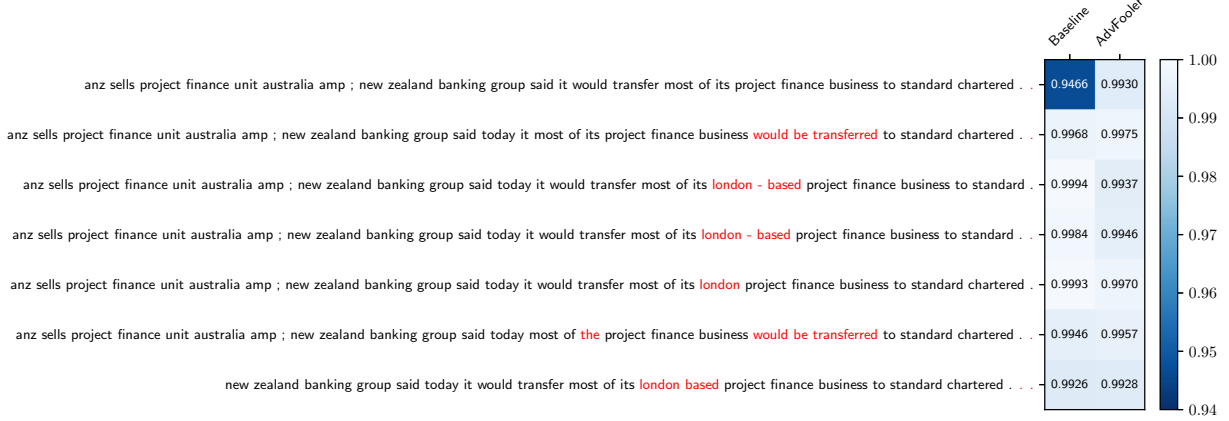 Baseline AdvFooler
anz sells project finance unit australia amp ; new zealand banking group said it would transfer most of its project finance business to standard chartered . . 0.9466 0.9930
anz sells project finance unit australia amp ; new zealand banking group said today it most of its project finance business would be transferred to standard chartered . . 0.9968 0.9975
anz sells project finance unit australia amp ; new zealand banking group said today it would transfer most of its london - based project finance business to standard . 0.9994 0.9937
anz sells project finance unit australia amp ; new zealand banking group said today it would transfer most of its london - based project finance business to standard . . 0.9984 0.9946
anz sells project finance unit australia amp ; new zealand banking group said today it would transfer most of its london project finance business to standard chartered . 0.9993 0.9970
anz sells project finance unit australia amp ; new zealand banking group said today most of the project finance business would be transferred to standard chartered . . 0.9946 0.9957
new zealand banking group said today it would transfer most of its london based project finance business to standard chartered . . . 0.9926 0.9928
1.00
0.99
0.98
0.97
0.96
0.95
0.94